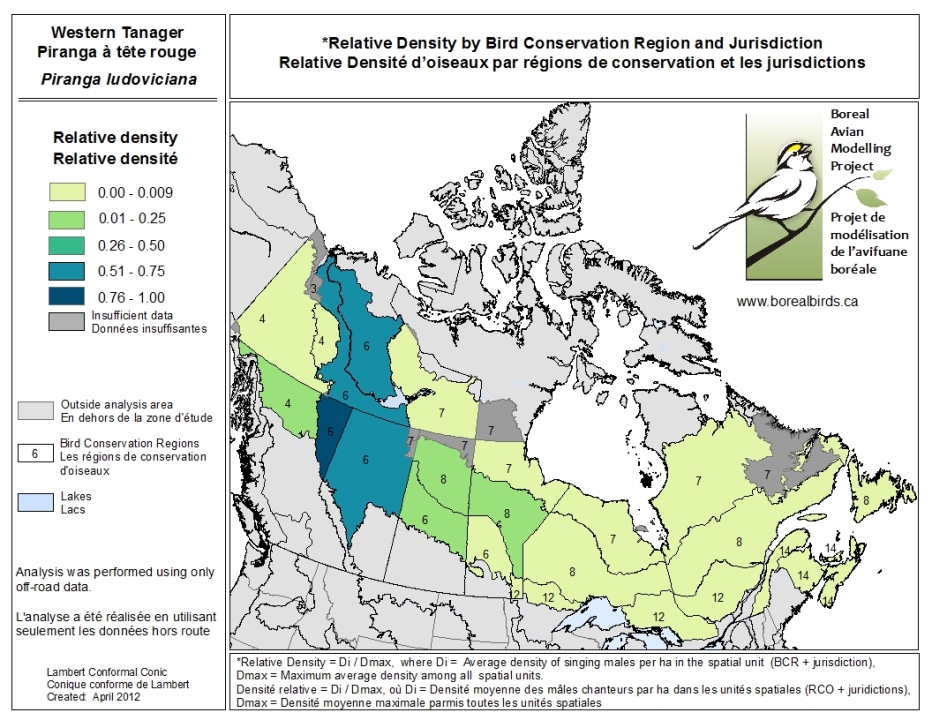 Western Tanager
Piranga à tête rouge
Piranga ludoviciana
*Relative Density by Bird Conservation Region and Jurisdiction
Relative Densité d'oiseaux par régions de conservation et les jurisdictions
Relative density
Relative densité
0.00 - 0.009
0.01 - 0.25
0.26 - 0.50
0.51 - 0.75
0.76 - 1.00
Insufficient data
Données insuffisantes
Outside analysis area
En dehors de la zone d'étude
6
Bird Conservation Regions
Les régions de conservation
d'oiseaux
Lakes
Lacs
Analysis was performed using only
off-road data.
L'analyse a été réalisée en utilisant
seulement les données hors route
Lambert Conformal Conic
Conique conforme de Lambert
Created: April 2012
Boreal
Avian
Modelling
Project
Projet de
modélisation
de l'avifuane
boréale
www.borealbirds.ca
3
4
4
6
6
4
7
7
6
7
7
6
7
8
7
8
8
6
7
8
6
8
12
12
12
12
14
14
14
*Relative Density = Di / Dmax, where Di = Average density of singing males per ha in the spatial unit (BCR + jurisdiction),
Dmax = Maximum average density among all spatial units.
Densité relative = Di / Dmax, où Di = Densité moyenne des mâles chanteurs par ha dans les unités spatiales (RCO + juridictions),
Dmax = Densité moyenne maximale parmis toutes les unités spatiales